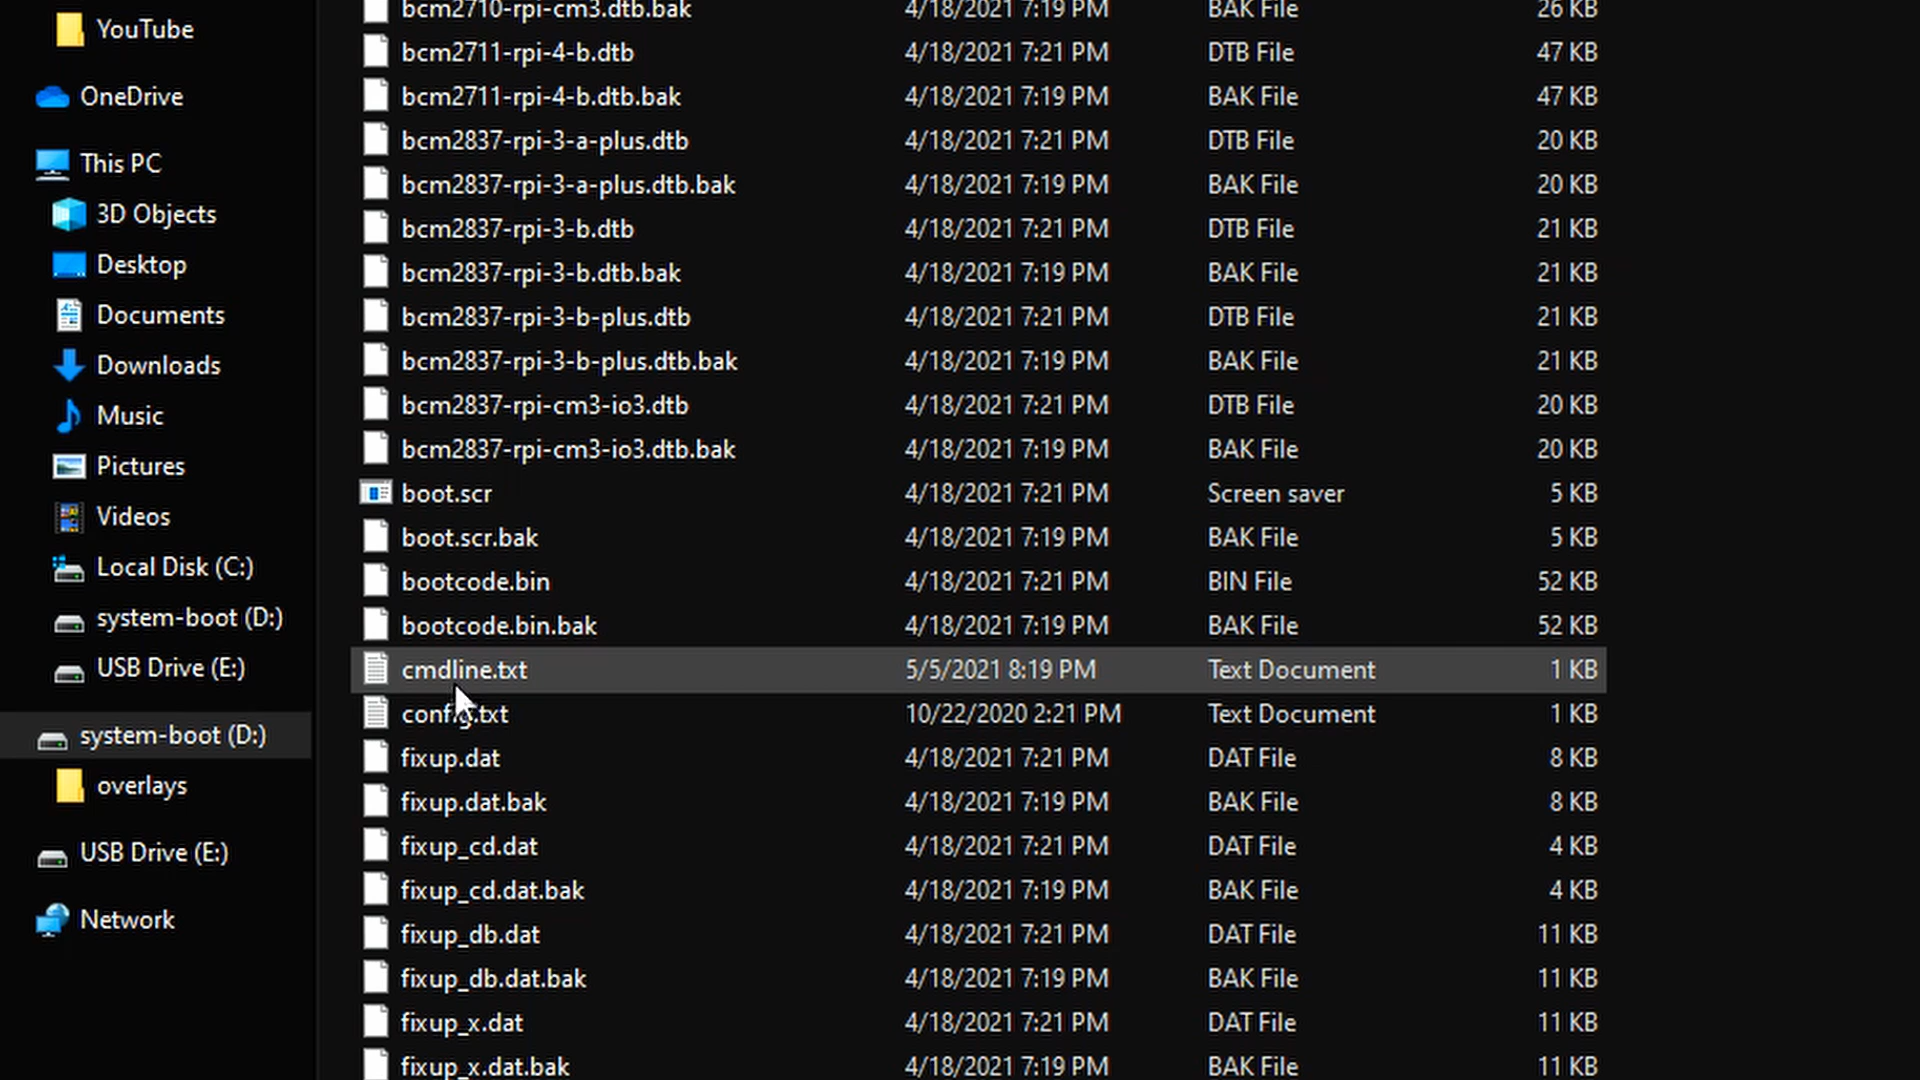 YouTube
OneDrive
This PC
3D Objects
Desktop
Documents
Downloads
Music
Pictures
Videos
Local Disk (C:)
system-boot (D:)
USB Drive (E:)
system-boot (D:)
overlays
USB Drive (E:)
Network
bcm2710-rpi-cm3.dtb.bak 4/18/2021 7:19 PM BAK File 26 KB
bcm2711-rpi-4-b.dtb 4/18/2021 7:21 PM DTB File 47 KB
bcm2711-rpi-4-b.dtb.bak 4/18/2021 7:19 PM BAK File 47 KB
bcm2837-rpi-3-a-plus.dtb 4/18/2021 7:21 PM DTB File 20 KB
bcm2837-rpi-3-a-plus.dtb.bak 4/18/2021 7:19 PM BAK File 20 KB
bcm2837-rpi-3-b.dtb 4/18/2021 7:21 PM DTB File 21 KB
bcm2837-rpi-3-b.dtb.bak 4/18/2021 7:19 PM BAK File 21 KB
bcm2837-rpi-3-b-plus.dtb 4/18/2021 7:21 PM DTB File 21 KB
bcm2837-rpi-3-b-plus.dtb.bak 4/18/2021 7:19 PM BAK File 21 KB
bcm2837-rpi-cm3-io3.dtb 4/18/2021 7:21 PM DTB File 20 KB
bcm2837-rpi-cm3-io3.dtb.bak 4/18/2021 7:19 PM BAK File 20 KB
boot.scr 4/18/2021 7:21 PM Screen saver 5 KB
boot.scr.bak 4/18/2021 7:19 PM BAK File 5 KB
bootcode.bin 4/18/2021 7:21 PM BIN File 52 KB
bootcode.bin.bak 4/18/2021 7:19 PM BAK File 52 KB
cmdline.txt 5/5/2021 8:19 PM Text Document 1 KB
config.txt 10/22/2020 2:21 PM Text Document 1 KB
fixup.dat 4/18/2021 7:21 PM DAT File 8 KB
fixup.dat.bak 4/18/2021 7:19 PM BAK File 8 KB
fixup_cd.dat 4/18/2021 7:21 PM DAT File 4 KB
fixup_cd.dat.bak 4/18/2021 7:19 PM BAK File 4 KB
fixup_db.dat 4/18/2021 7:21 PM DAT File 11 KB
fixup_db.dat.bak 4/18/2021 7:19 PM BAK File 11 KB
fixup_x.dat 4/18/2021 7:21 PM DAT File 11 KB
fixup_x.dat.bak 4/18/2021 7:19 PM BAK File 11 KB